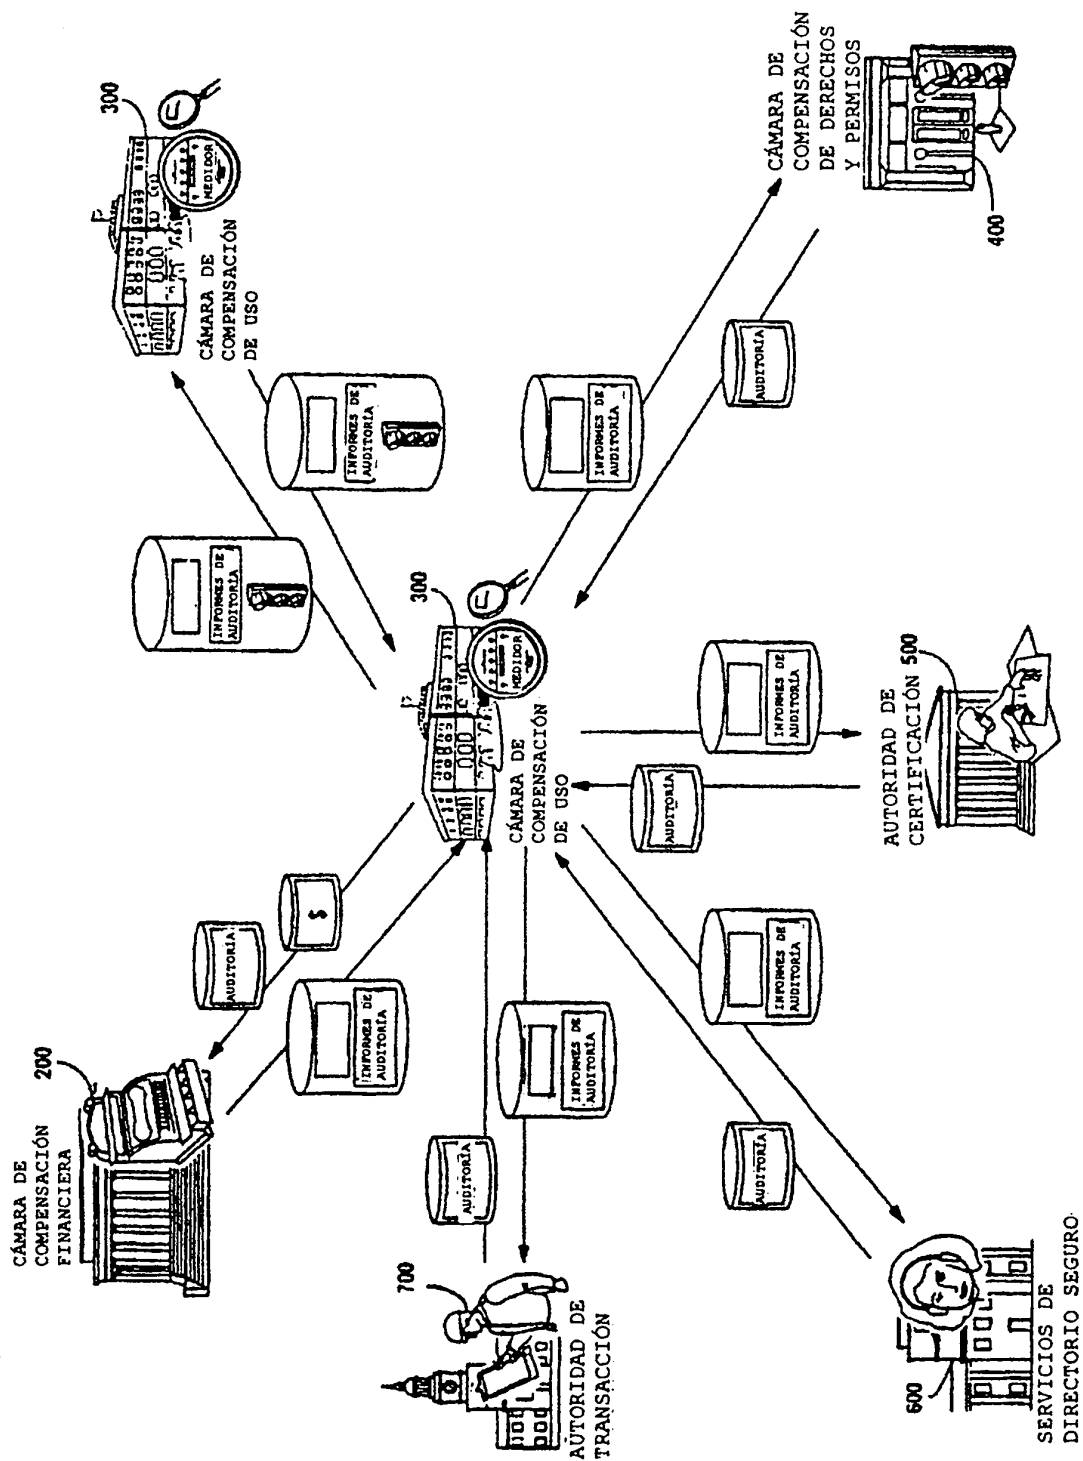 CÁMARA DE
COMPENSACIÓN
FINANCIERA
200
300
MEDIDOR
CÁMARA DE
COMPENSACIÓN
DE USO
INFORMES DE
AUDITORÍA
AUDITORÍA
$
INFORMES DE
AUDITORÍA
INFORMES DE
AUDITORÍA
700
300
MEDIDOR
AUDITORÍA
CÁMARA DE
COMPENSACIÓN
DE USO
INFORMES DE
AUDITORÍA
AUTORIDAD DE
TRANSACCIÓN
INFORMES DE
AUDITORÍA
AUDITORÍA
AUDITORÍA
AUDITORÍA
INFORMES DE
AUDITORÍA
INFORMES DE
AUDITORÍA
CÁMARA DE
COMPENSACIÓN
DE DERECHOS
Y PERMISOS
AUTORIDAD DE
CERTIFICACIÓN 500
600
400
SERVICIOS DE
DIRECTORIO SEGURO